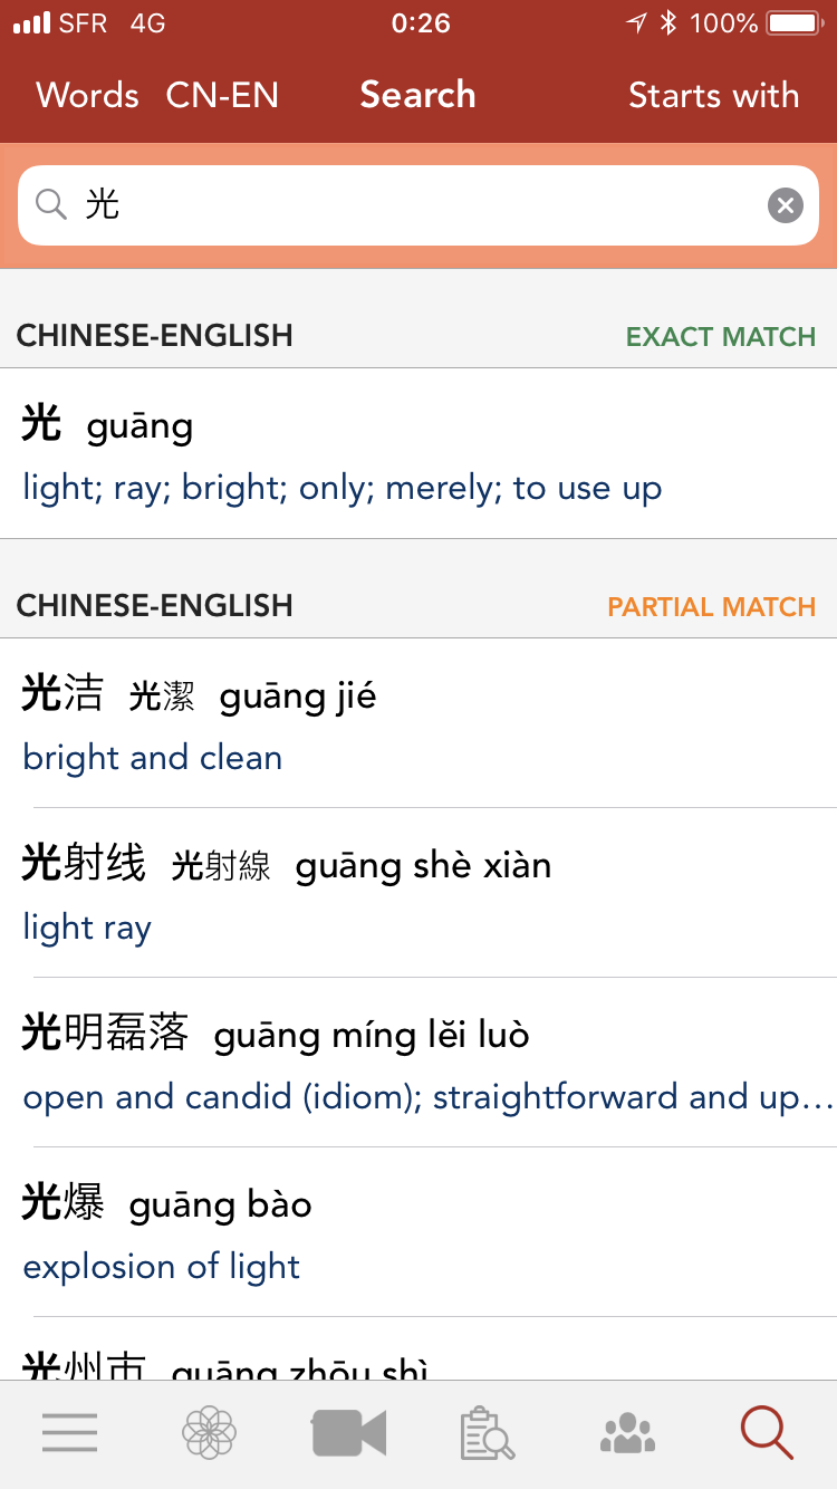 SFR 4G 0:26 100%
Words CN-EN Search Starts with
光
CHINESE-ENGLISH EXACT MATCH
光 guāng
light; ray; bright; only; merely; to use up
CHINESE-ENGLISH PARTIAL MATCH
光洁 光潔 guāng jié
bright and clean
光射线 光射線 guāng shè xiàn
light ray
光明磊落 guāng míng lěi luò
open and candid (idiom); straightforward and up…
光爆 guāng bào
explosion of light
光州市 guāng zhōu shì